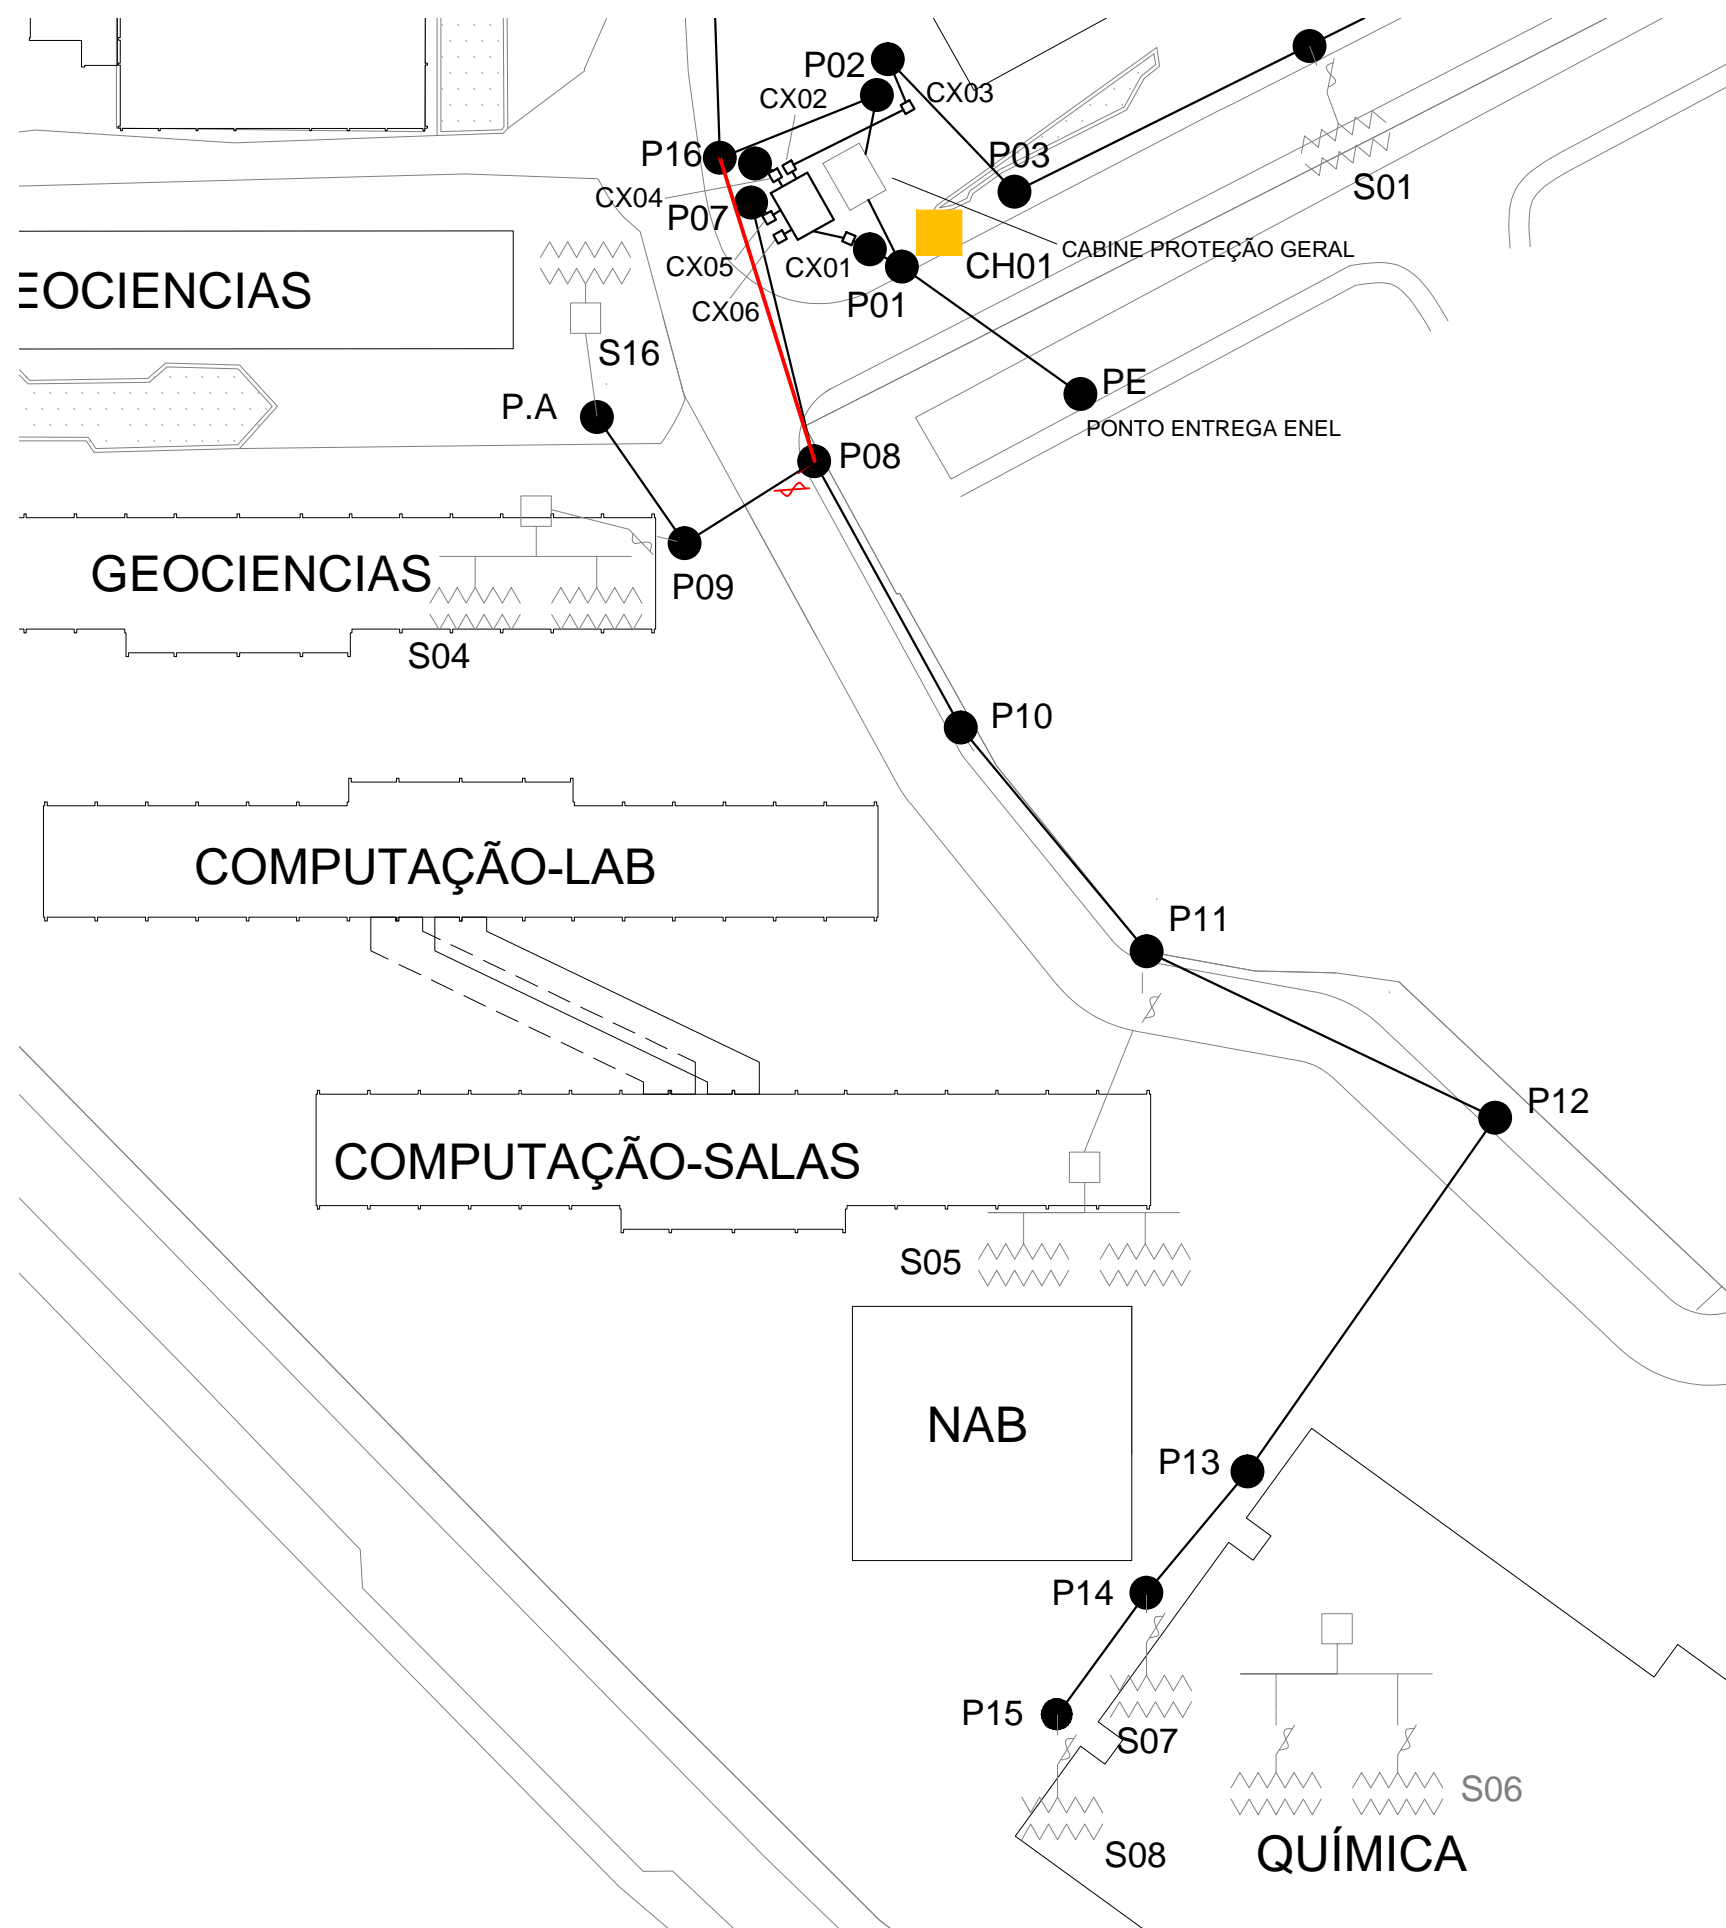 P02
CX02
CX03
P16
P03
S01
CX04
P07
CABINE PROTEÇÃO GERAL
CX05
CX01
CH01
EOCIENCIAS
CX06
P01
S16
PE
P.A
PONTO ENTREGA ENEL
P08
GEOCIENCIAS
P09
S04
P10
COMPUTAÇÃO-LAB
P11
P12
COMPUTAÇÃO-SALAS
S05
NAB
P13
P14
P15
S07
S06
S08
QUÍMICA